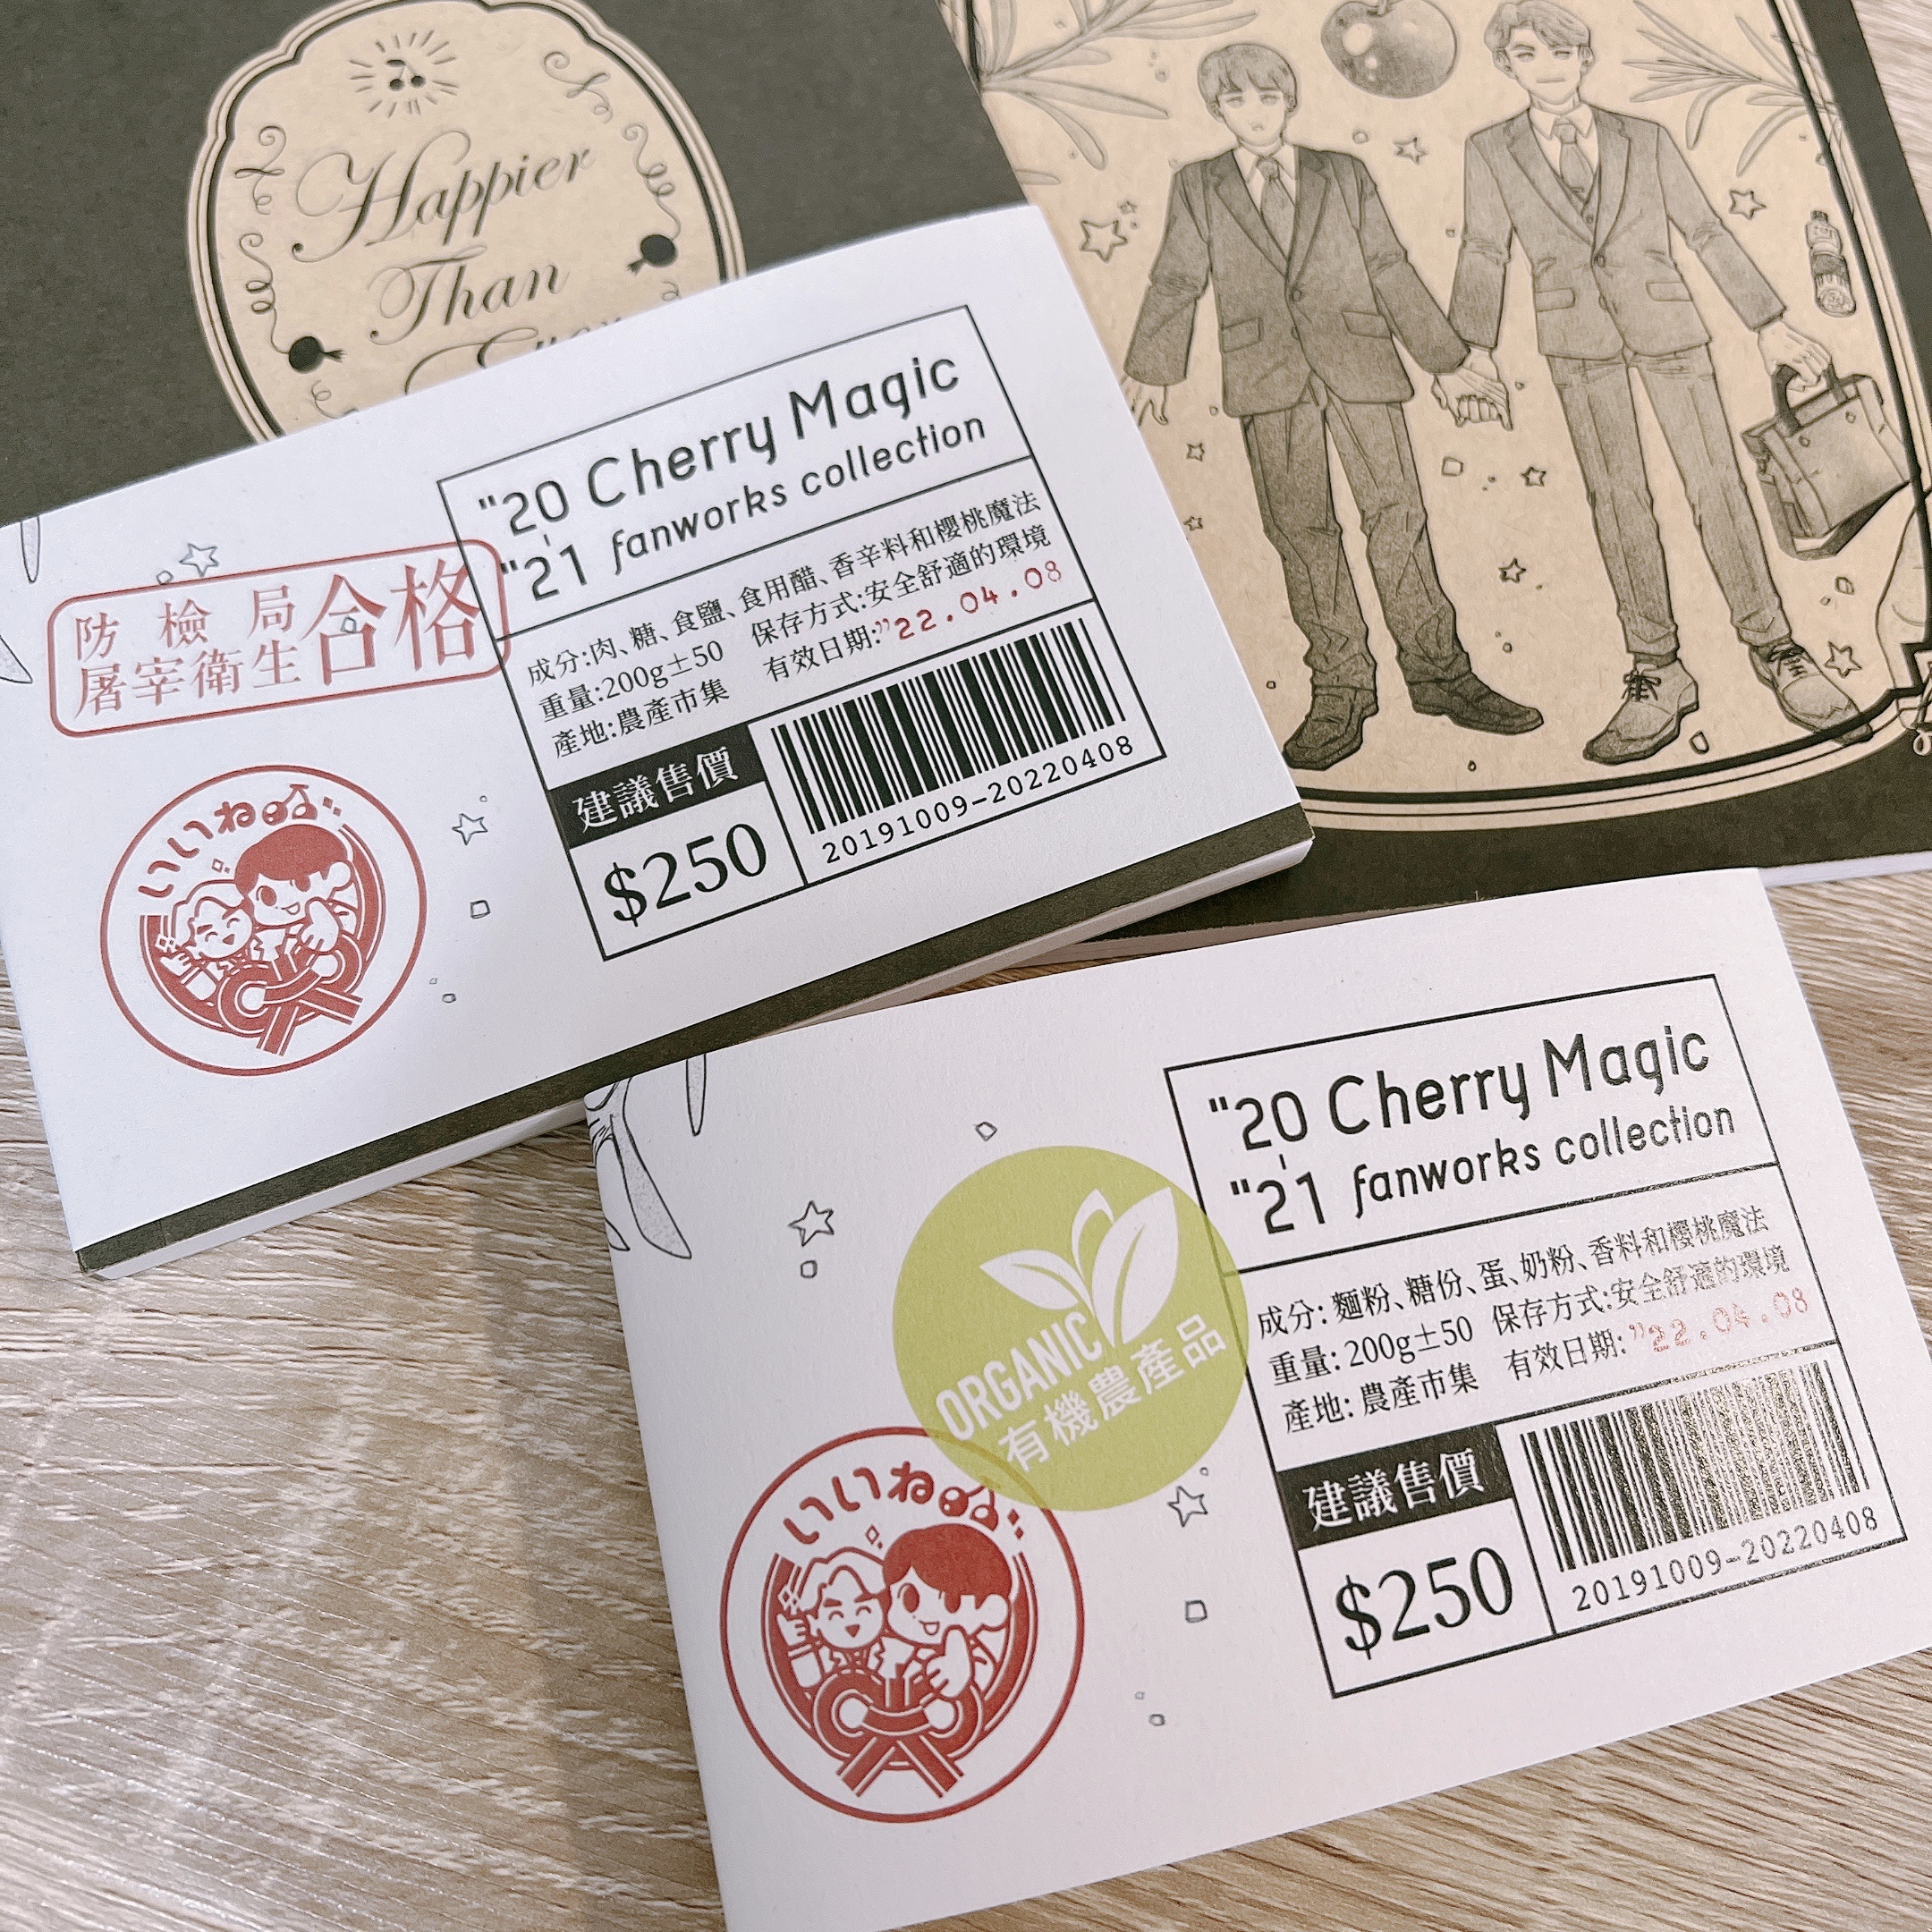 Happier
Than
"20 Cherry Magic
"21 fanworks collection
防檢局
屠宰衛生
合格
成分:肉、糖、食鹽、食用醋、香辛料和櫻桃魔法
重量:200g±50 保存方式:安全舒適的環境
產地:農產市集 有效日期:"22.04.08
建議售價
$250
20191009-20220408
いいね
"20 Cherry Magic
"21 fanworks collection
ORGANIC
有機農產品
成分:麵粉、糖份、蛋、奶粉、香料和櫻桃魔法
重量:200g±50 保存方式:安全舒適的環境
產地:農產市集 有效日期:"22.04.08
建議售價
$250
20191009-20220408
いいね